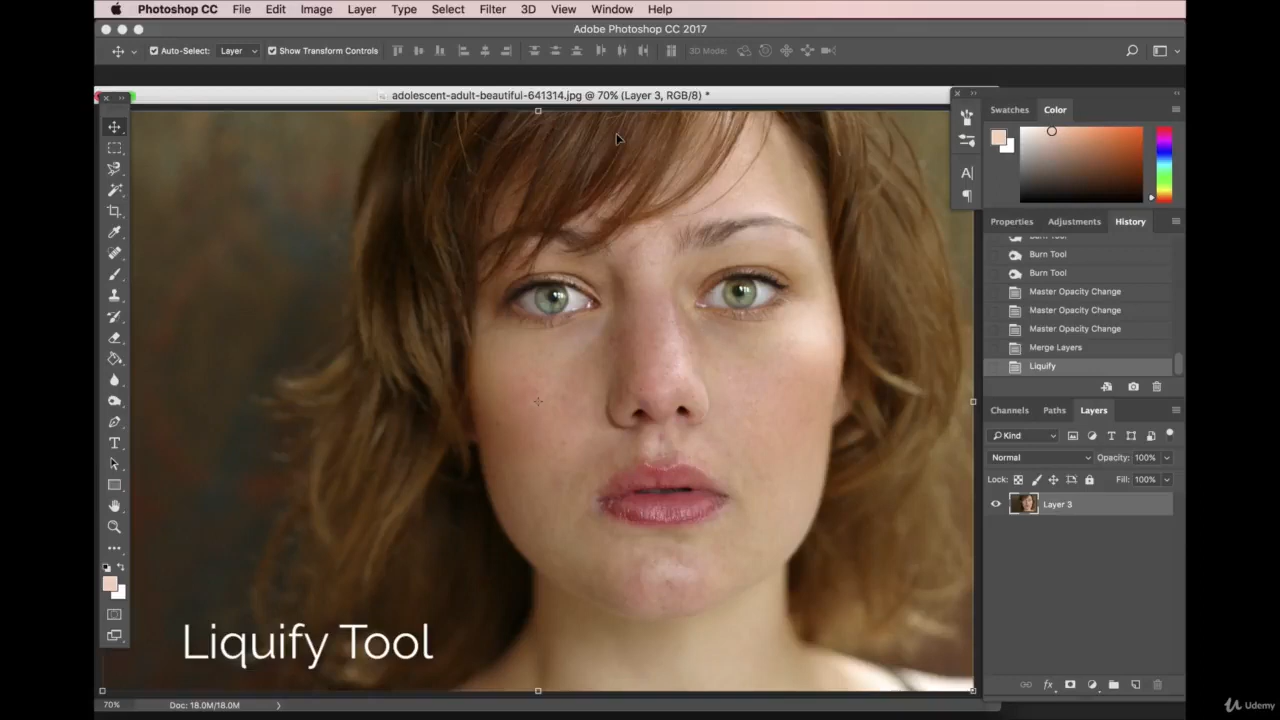 Photoshop CC File Edit Image Layer Type Select Filter 3D View Window Help
Adobe Photoshop CC 2017
Auto-Select: Layer Show Transform Controls 3D Mode:
adolescent-adult-beautiful-641314.jpg @ 70% (Layer 3, RGB/8) *
Swatches Color
A|
Properties Adjustments History
Burn Tool
Burn Tool
Burn Tool
Master Opacity Change
Master Opacity Change
Master Opacity Change
Merge Layers
Liquify
Channels Paths Layers
Kind
Normal Opacity: 100%
Lock: Fill: 100%
Layer 3
T
Liquify Tool
fx
70% Doc: 18.0M/18.0M
Udemy